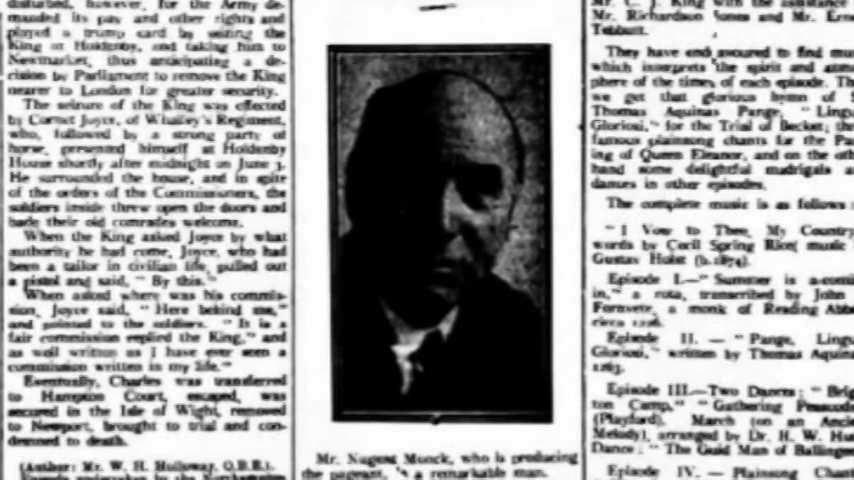 disturbed, however, for the Army de-
manded its pay and other rights and
played a trump card by seizing the
King at Holdenby, and taking him to
Newmarket, thus anticipating a de-
cision by Parliament to remove the King
nearer to London for greater security.
The seizure of the King was effected
by Cornet Joyce, of Whalley's Regiment,
who, followed by a strong party of
horse, presented himself at Holdenby
House shortly after midnight on June 3.
He surrounded the house, and in spite
of the orders of the Commissioners, the
soldiers inside threw open the doors and
bade their old comrades welcome.
When the King asked Joyce by what
authority he had come, Joyce, who had
been a tailor in civilian life, pulled out
a pistol and said, " By this."
When asked where was his commis-
sion, Joyce said, " Here behind me,"
and pointed to the soldiers. " It is a
fair commission replied the King," and
as well written as I have ever seen a
commission written in my life."
Eventually, Charles was transferred
to Hampton Court, escaped, was
secured in the Isle of Wight, removed
to Newport, brought to trial and con-
demned to death.
(Author: Mr. W. H. Holloway, O.B.E.).
Mr. Nugent Monck, who is producing
the pageant, is a remarkable man.
Mr. C. J. King with the assistance
Mr. Richardson Jones and Mr. Erne
Tebbutt.
They have endeavoured to find mus
which interprets the spirit and atmo
phere of the times of each episode. Th
we get that glorious hymn of S
Thomas Aquinas Pange, " Lingu
Gloriosi," for the Trial of Becket; the
famous plainsong chants for the Pas
ing of Queen Eleanor, and on the oth
hand some delightful madrigals a
dances in other episodes.
The complete music is as follows :
" I Vow to Thee, My Country
words by Cecil Spring Rice( music
Gustav Holst (b. 1874).
Episode I.—" Summer is a-comi
in," a rota, transcribed by John
Fornsete, a monk of Reading Abbe
circa 1226.
Episode II. — " Pange, Lingu
Gloriosi," written by Thomas Aquina
1263.
Episode III.—Two Dances: " Brig
ton Camp," " Gathering Peascods
(Playford). March (on an Ancie
Melody), arranged by Dr. H. W. Hu
Dance: " The Guid Man of Ballinge
Episode IV. — Plainsong Chant